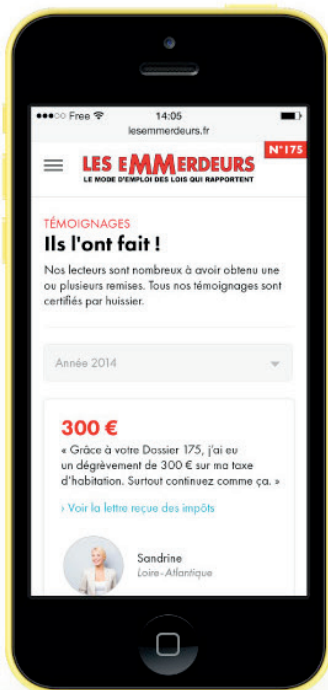 Free 14:05
lesemmerdeurs.fr
N°175
LES EMMERDEURS
LE MODE D'EMPLOI DES LOIS QUI RAPPORTENT
TÉMOIGNAGES
Ils l'ont fait !
Nos lecteurs sont nombreux à avoir obtenu une
ou plusieurs remises. Tous nos témoignages sont
certifiés par huissier.
Année 2014
300 €
« Grâce à votre Dossier 175, j'ai eu
un dégrèvement de 300 € sur ma taxe
d'habitation. Surtout continuez comme ça. »
› Voir la lettre reçue des impôts
Sandrine
Loire-Atlantique